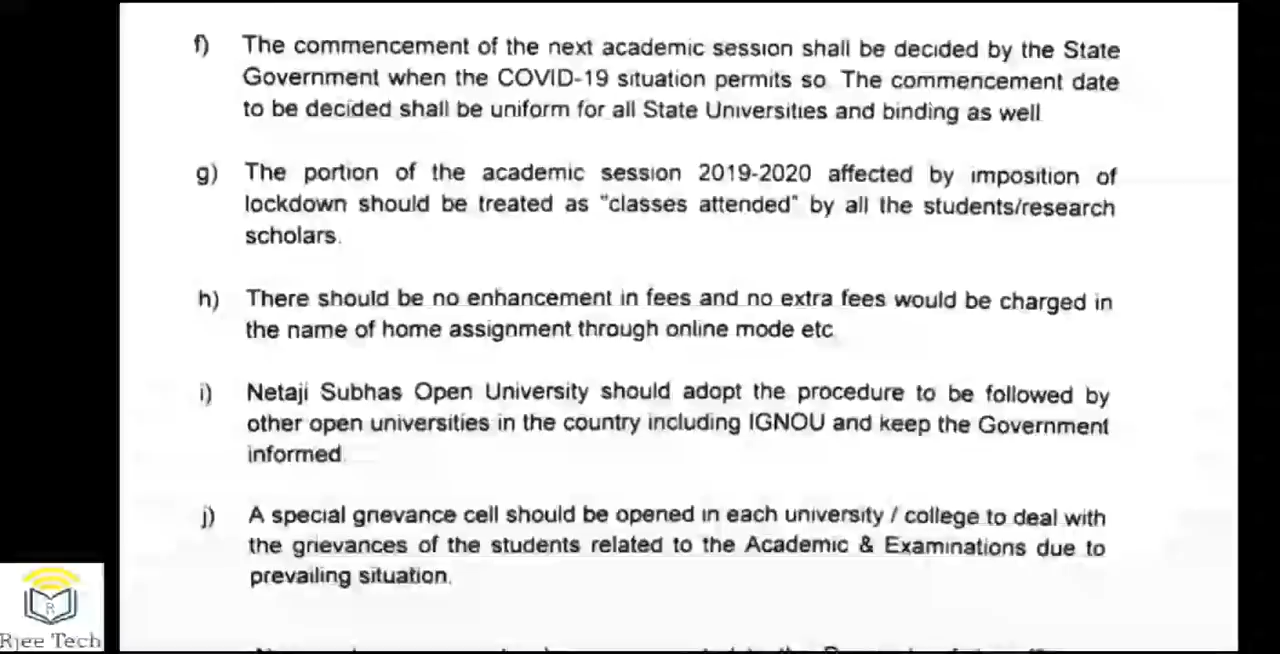 f) The commencement of the next academic session shall be decided by the State
Government when the COVID-19 situation permits so The commencement date
to be decided shall be uniform for all State Universities and binding as well
g) The portion of the academic session 2019-2020 affected by imposition of
lockdown should be treated as "classes attended" by all the students/research
scholars.
h) There should be no enhancement in fees and no extra fees would be charged in
the name of home assignment through online mode etc
i) Netaji Subhas Open University should adopt the procedure to be followed by
other open universities in the country including IGNOU and keep the Government
informed
j) A special grievance cell should be opened in each university / college to deal with
the grievances of the students related to the Academic & Examinations due to
prevailing situation.
R
Rjee Tech